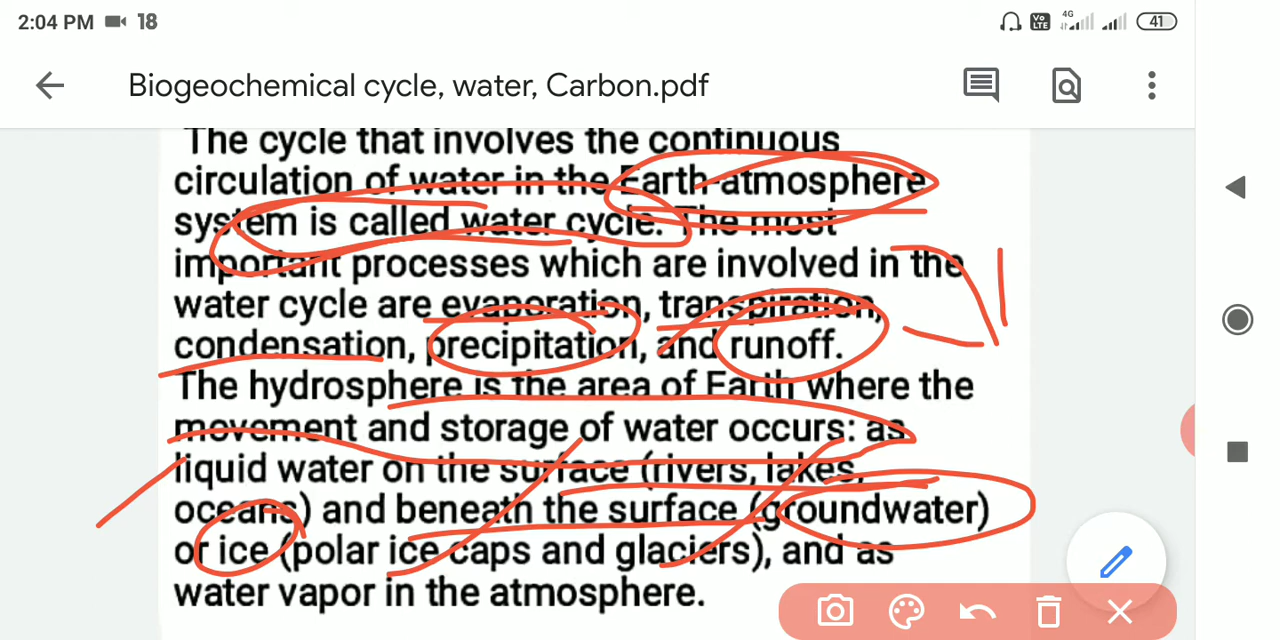 2:04 PM 18 Vo LTE 4G 41
Biogeochemical cycle, water, Carbon.pdf
The cycle that involves the continuous
circulation of water in the Earth-atmosphere
system is called water cycle. The most
important processes which are involved in the
water cycle are evaporation, transpiration,
condensation, precipitation, and runoff.
The hydrosphere is the area of Earth where the
movement and storage of water occurs: as
liquid water on the surface (rivers, lakes,
oceans) and beneath the surface (groundwater)
or ice (polar ice caps and glaciers), and as
water vapor in the atmosphere.